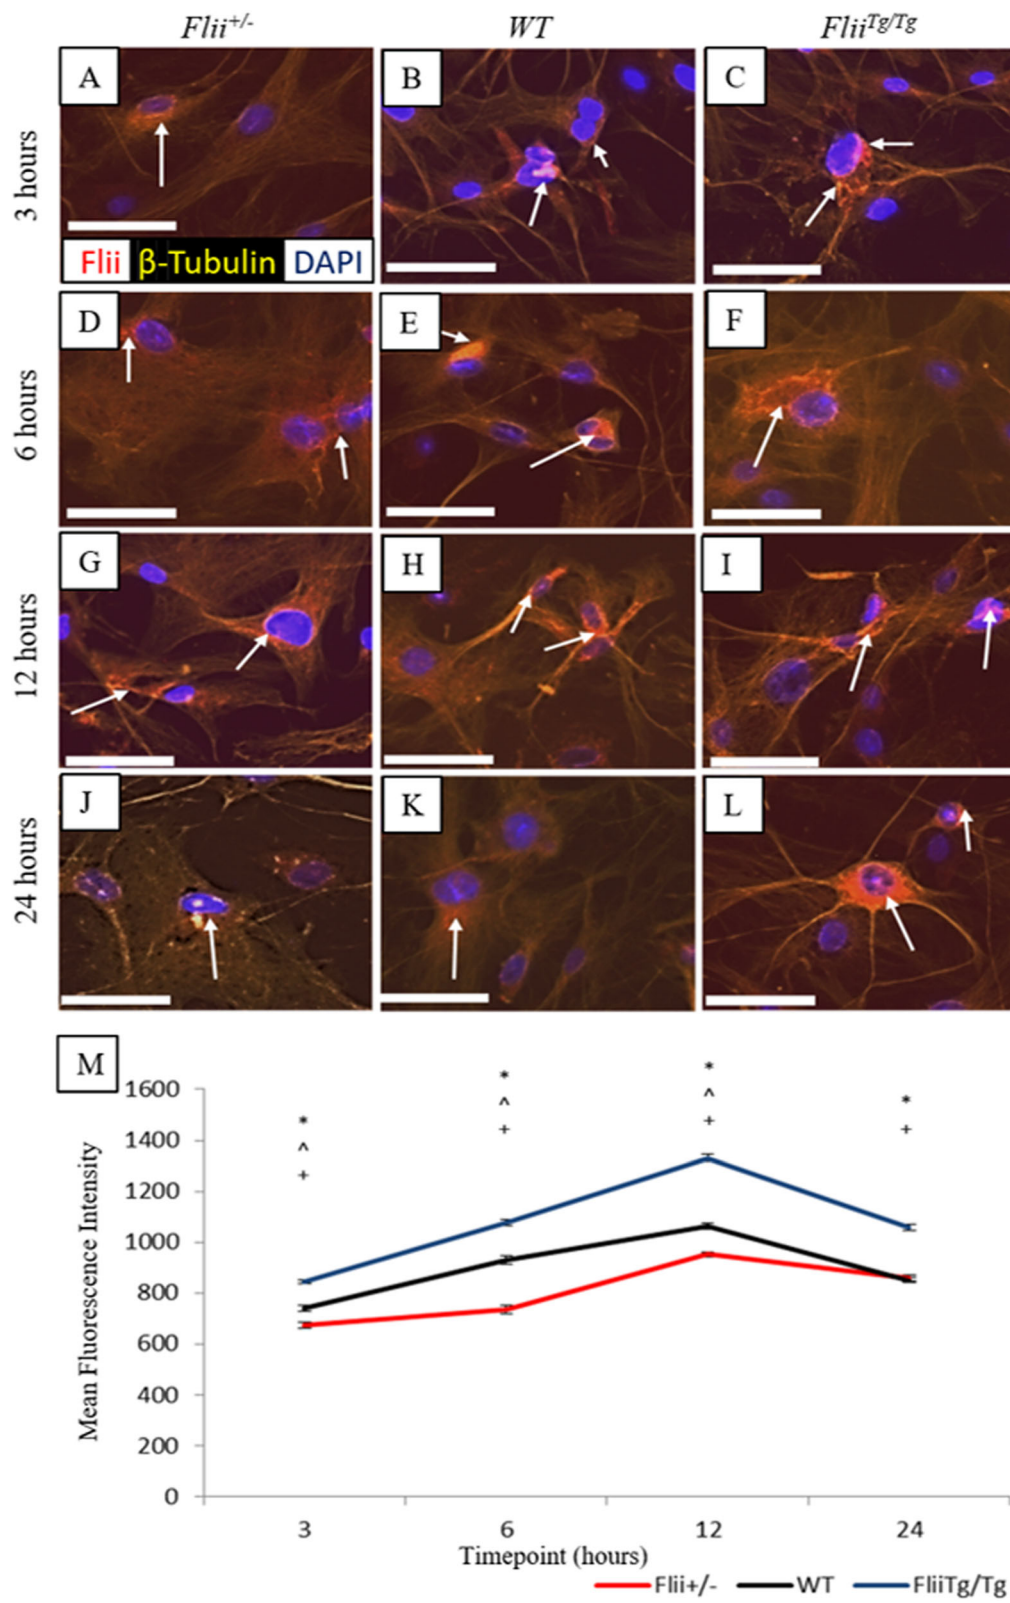 Flii+/- WT FliiTg/Tg
3 hours
A B C
Flii β-Tubulin DAPI
6 hours
D E F
12 hours
G H I
24 hours
J K L
M
Mean Fluorescence Intensity
1600
1400
1200
1000
800
600
400
200
0
* * * *
^ ^ ^
+ + + +
3 6 12 24
Timepoint (hours)
Flii+/- WT FliiTg/Tg